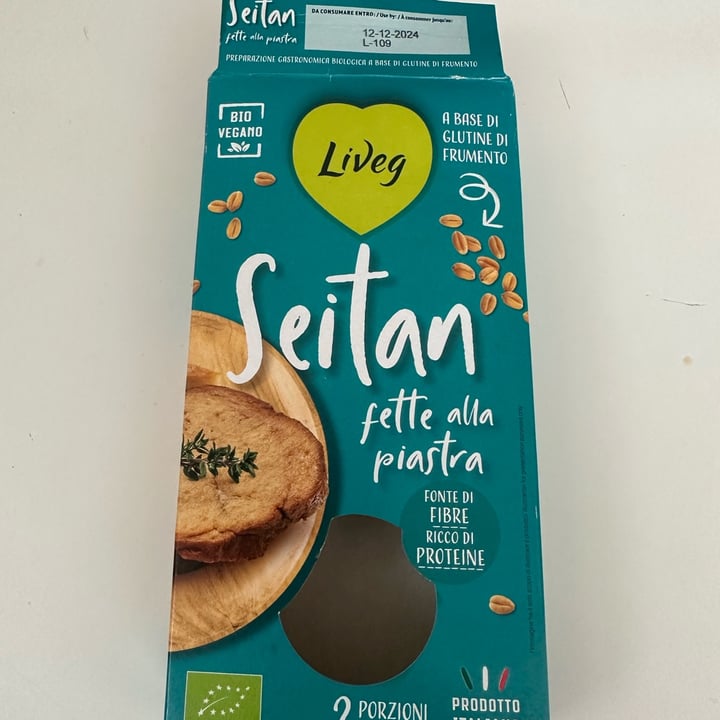 Seitan
fette alla piastra
DA CONSUMARE ENTRO: / Use by: / À consommer jusqu'au:
12-12-2024
L-109
PREPARAZIONE GASTRONOMICA BIOLOGICA A BASE DI GLUTINE DI FRUMENTO
BIO
VEGANO
Liveg
A BASE DI
GLUTINE DI
FRUMENTO
Seitan
fette alla
piastra
FONTE DI
FIBRE
RICCO DI
PROTEINE
2 PORZIONI
PRODOTTO